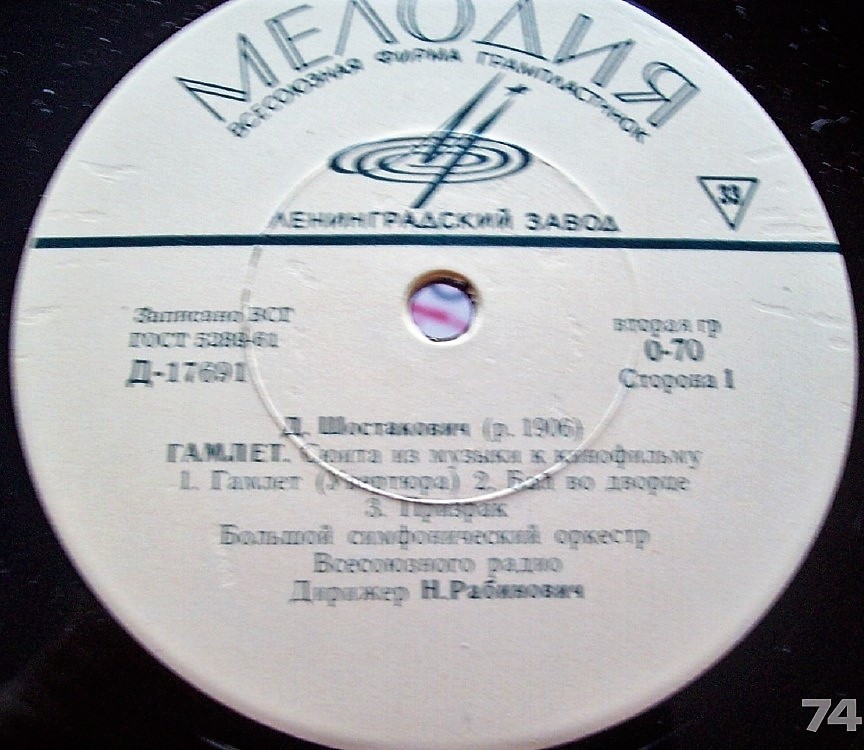 МЕЛОДИЯ
ВСЕСОЮЗНАЯ ФИРМА ГРАМПЛАСТИНОК
ЛЕНИНГРАДСКИЙ ЗАВОД
33
Записано ВСГ
ГОСТ 5289-61
Д-17691
вторая гр
0-70
Сторона 1
Д. Шостакович (р. 1906)
ГАМЛЕТ. Сюита из музыки к кинофильму
1. Гамлет (Увертюра) 2. Бал во дворце
3. Призрак
Большой симфонический оркестр
Всесоюзного радио
Дирижер Н.Рабинович
74